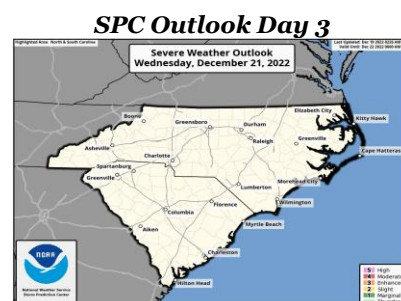 SPC Outlook Day 3
Highlighted Area: North & South Carolina
Severe Weather Outlook
Wednesday, December 21, 2022
Elizabeth City
Kitty Hawk
Boone
Greensboro
Durham
Raleigh
Greenville
Cape Hatteras
Asheville
Charlotte
Spartanburg
Greenville
Morehead City
Lumberton
Wilmington
Columbia
Florence
Myrtle Beach
Aiken
Charleston
Hilton Head
NOAA
National Weather Service
Storm Prediction Center
5 High
4 Moderate
3 Enhance
2 Slight
1 Marginal